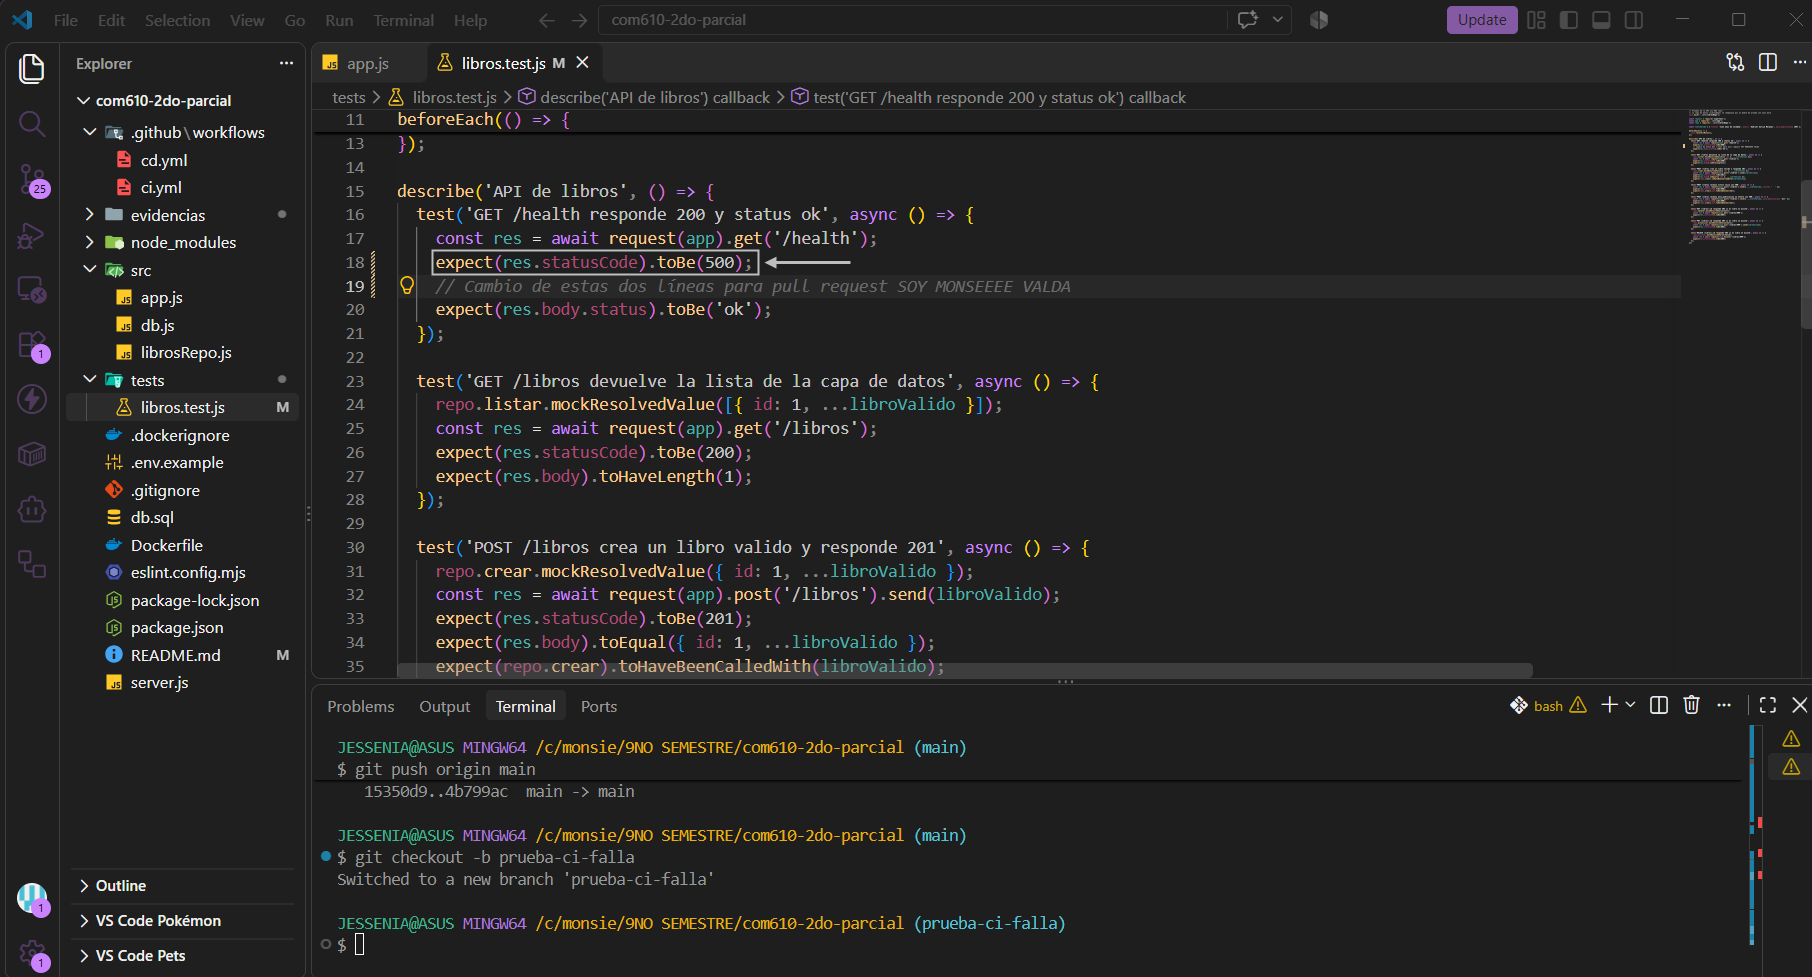 File Edit Selection View Go Run Terminal Help
com610-2do-parcial
Update
Explorer
com610-2do-parcial
.github\workflows
cd.yml
ci.yml
evidencias
node_modules
src
app.js
db.js
librosRepo.js
tests
libros.test.js M
.dockerignore
.env.example
.gitignore
db.sql
Dockerfile
eslint.config.mjs
package-lock.json
package.json
README.md M
server.js
Outline
VS Code Pokémon
VS Code Pets
25
1
1
1
app.js
libros.test.js M
tests > libros.test.js > describe('API de libros') callback > test('GET /health responde 200 y status ok') callback
11 beforeEach(() => {
13 });
14
15 describe('API de libros', () => {
16 test('GET /health responde 200 y status ok', async () => {
17 const res = await request(app).get('/health');
18 expect(res.statusCode).toBe(500);
19 // Cambio de estas dos líneas para pull request SOY MONSEEEE VALDA
20 expect(res.body.status).toBe('ok');
21 });
22
23 test('GET /libros devuelve la lista de la capa de datos', async () => {
24 repo.listar.mockResolvedValue([{ id: 1, ...libroValido }]);
25 const res = await request(app).get('/libros');
26 expect(res.statusCode).toBe(200);
27 expect(res.body).toHaveLength(1);
28 });
29
30 test('POST /libros crea un libro valido y responde 201', async () => {
31 repo.crear.mockResolvedValue({ id: 1, ...libroValido });
32 const res = await request(app).post('/libros').send(libroValido);
33 expect(res.statusCode).toBe(201);
34 expect(res.body).toEqual({ id: 1, ...libroValido });
35 expect(repo.crear).toHaveBeenCalledWith(libroValido);
Problems Output Terminal Ports
bash
JESSENIA@ASUS MINGW64 /c/monsie/9NO SEMESTRE/com610-2do-parcial (main)
$ git push origin main
15350d9..4b799ac main -> main
JESSENIA@ASUS MINGW64 /c/monsie/9NO SEMESTRE/com610-2do-parcial (main)
$ git checkout -b prueba-ci-falla
Switched to a new branch 'prueba-ci-falla'
JESSENIA@ASUS MINGW64 /c/monsie/9NO SEMESTRE/com610-2do-parcial (prueba-ci-falla)
$